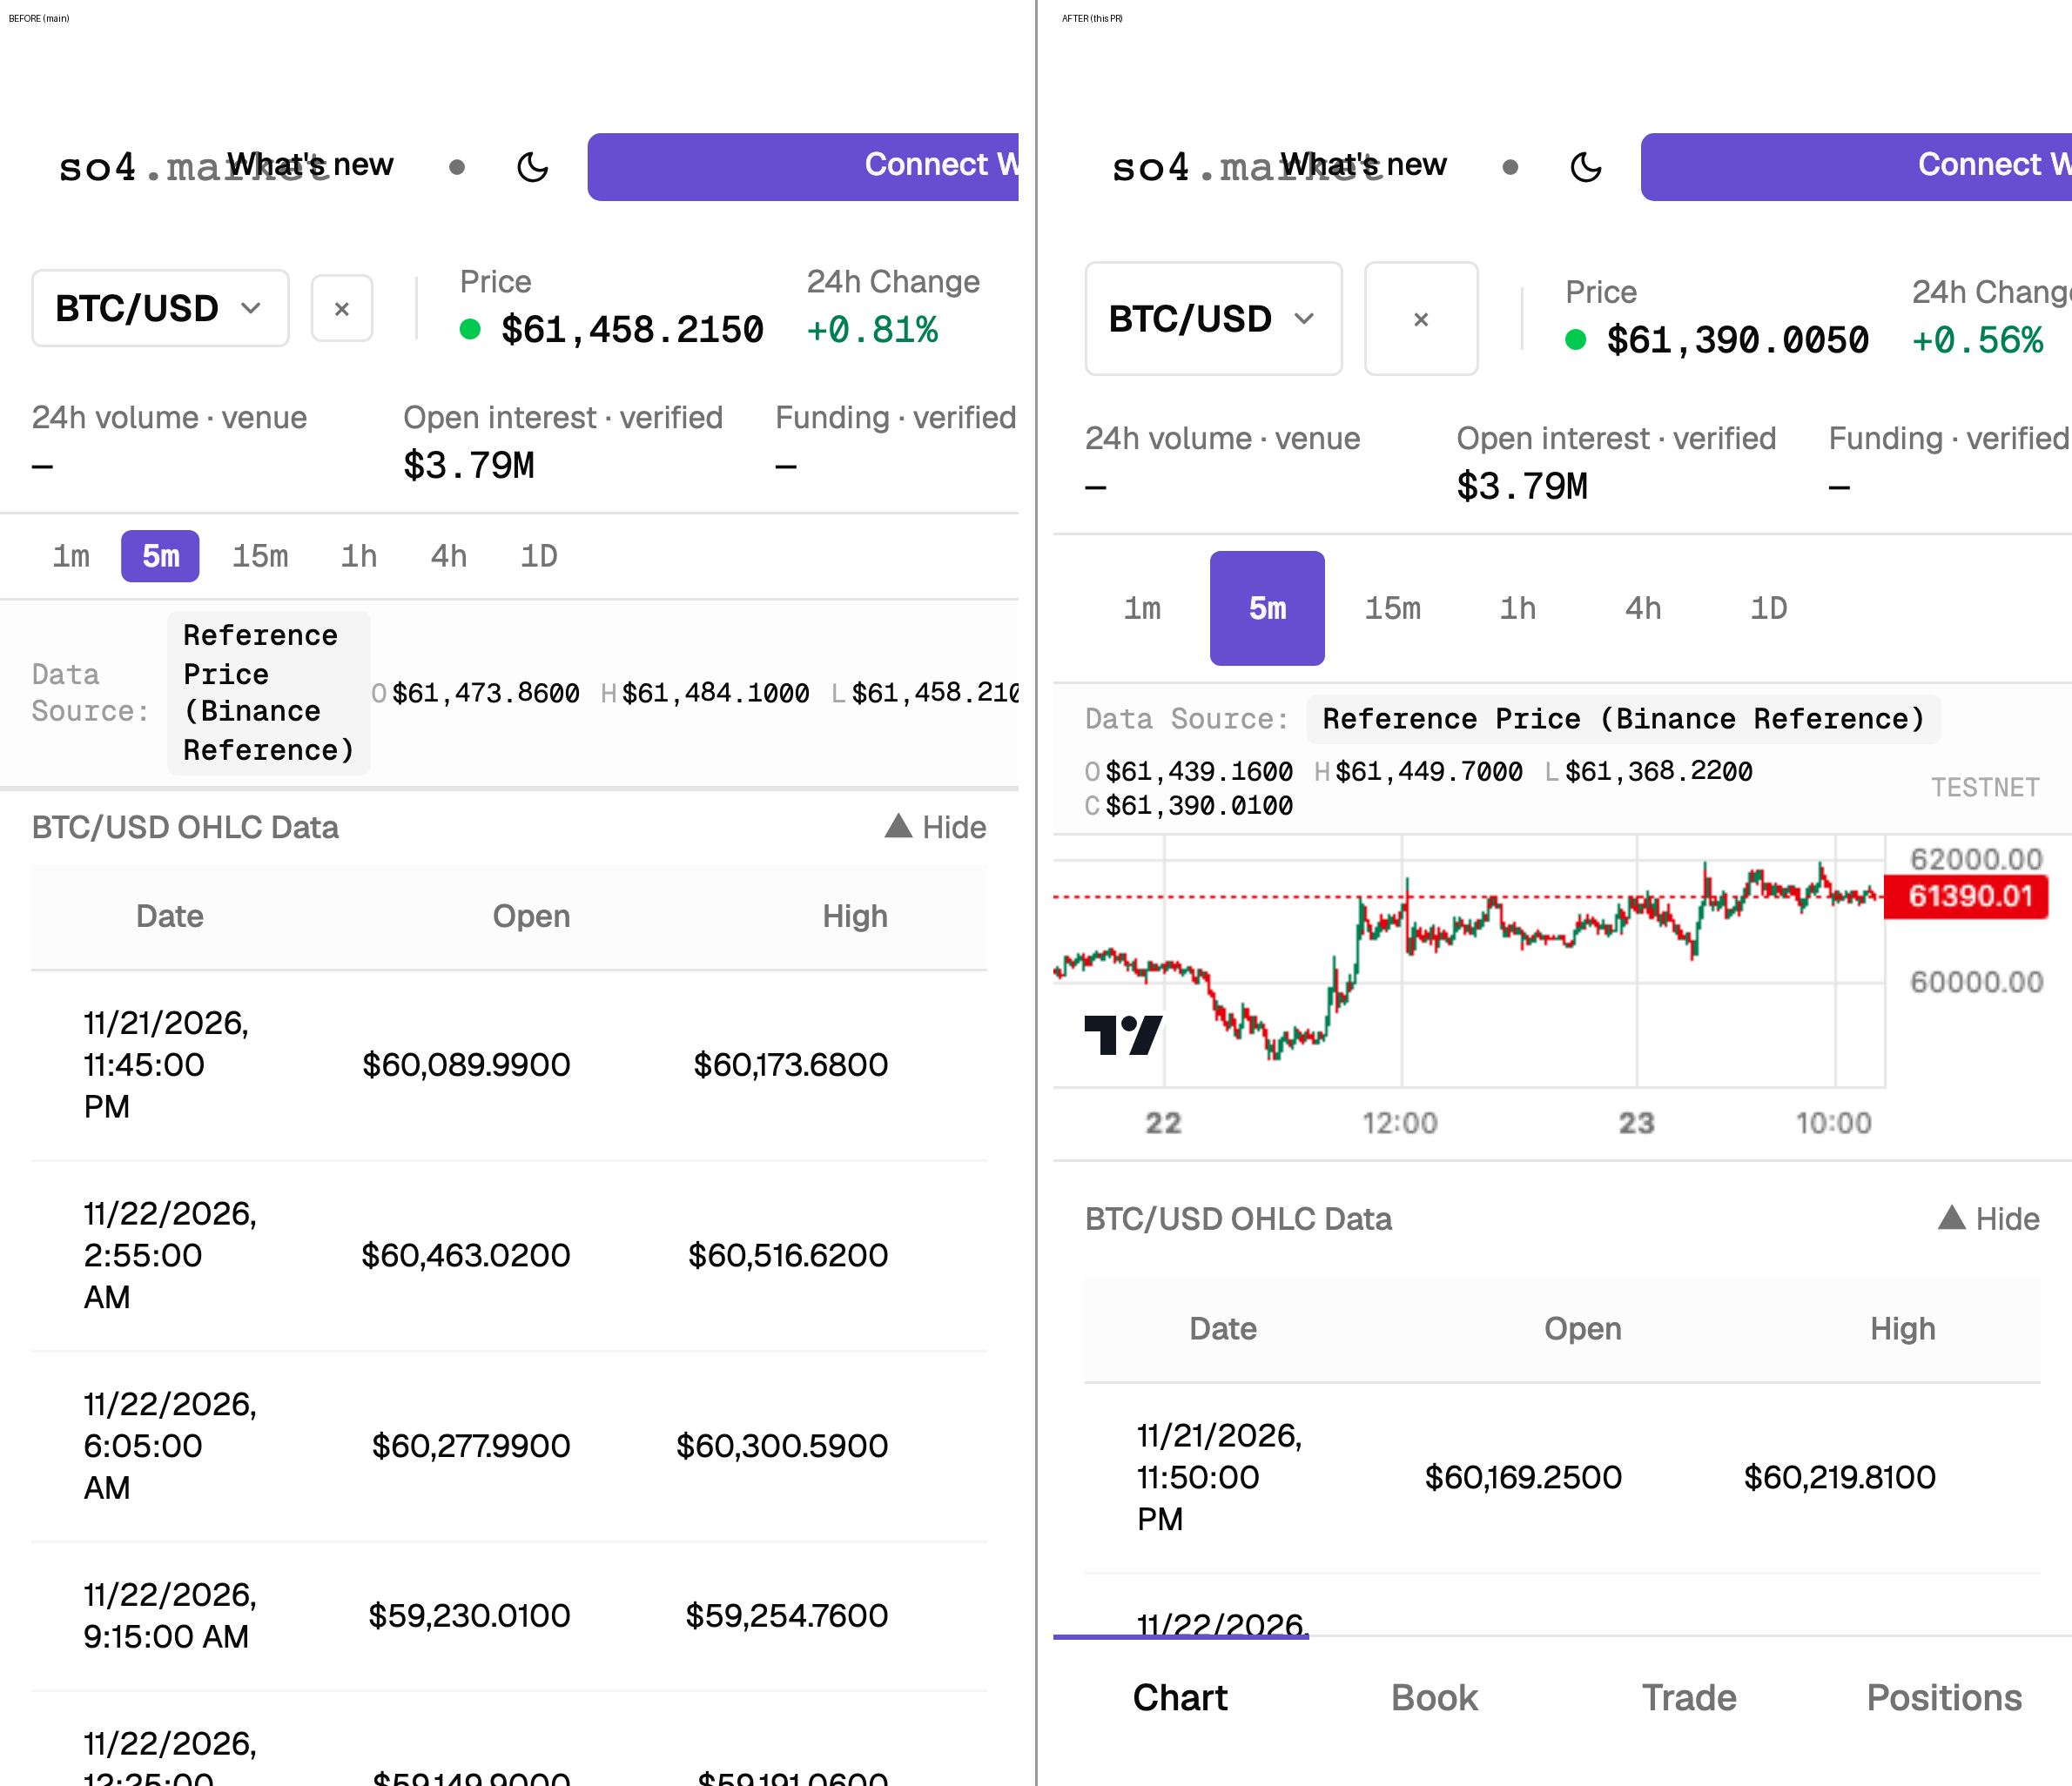 BEFORE (main)
so4.market
What's new
Connect W
BTC/USD
×
Price
$61,458.2150
24h Change
+0.81%
24h volume · venue
–
Open interest · verified
$3.79M
Funding · verified
–
1m 5m 15m 1h 4h 1D
Data
Source:
Reference
Price
(Binance
Reference)
O $61,473.8600 H $61,484.1000 L $61,458.210
BTC/USD OHLC Data
▲ Hide
Date Open High
11/21/2026,
11:45:00
PM
$60,089.9900 $60,173.6800
11/22/2026,
2:55:00
AM
$60,463.0200 $60,516.6200
11/22/2026,
6:05:00
AM
$60,277.9900 $60,300.5900
11/22/2026,
9:15:00 AM
$59,230.0100 $59,254.7600
11/22/2026,
12:25:00
$59,149.9000 $59,191.0600
AFTER (this PR)
so4.market
What's new
Connect W
BTC/USD
×
Price
$61,390.0050
24h Change
+0.56%
24h volume · venue
–
Open interest · verified
$3.79M
Funding · verified
–
1m 5m 15m 1h 4h 1D
Data Source: Reference Price (Binance Reference)
O $61,439.1600 H $61,449.7000 L $61,368.2200
C $61,390.0100
TESTNET
62000.00
61390.01
60000.00
22 12:00 23 10:00
BTC/USD OHLC Data
▲ Hide
Date Open High
11/21/2026,
11:50:00
PM
$60,169.2500 $60,219.8100
11/22/2026,
Chart Book Trade Positions